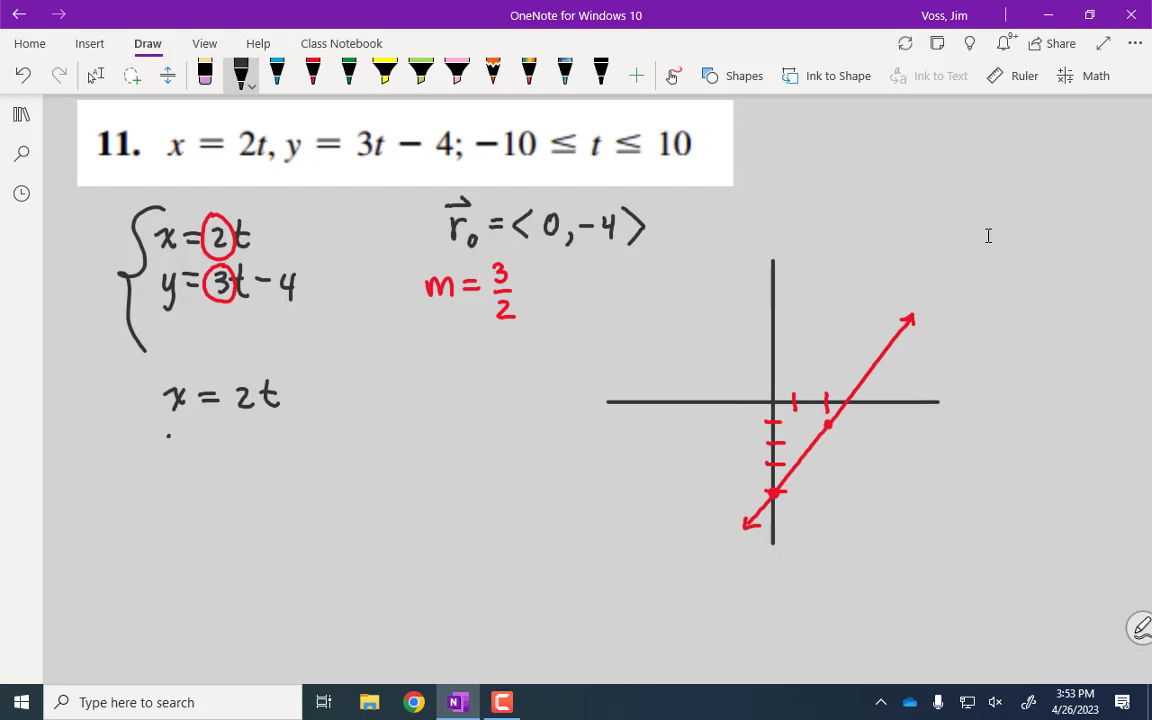 OneNote for Windows 10
Voss, Jim
Home Insert Draw View Help Class Notebook
9+
Share
Shapes Ink to Shape Ink to Text Ruler Math
11. x = 2t, y = 3t − 4; −10 ≤ t ≤ 10
x = 2t
y = 3t − 4
r₀ = <0, −4>
m = 3/2
x = 2t
Type here to search
3:53 PM
4/26/2023